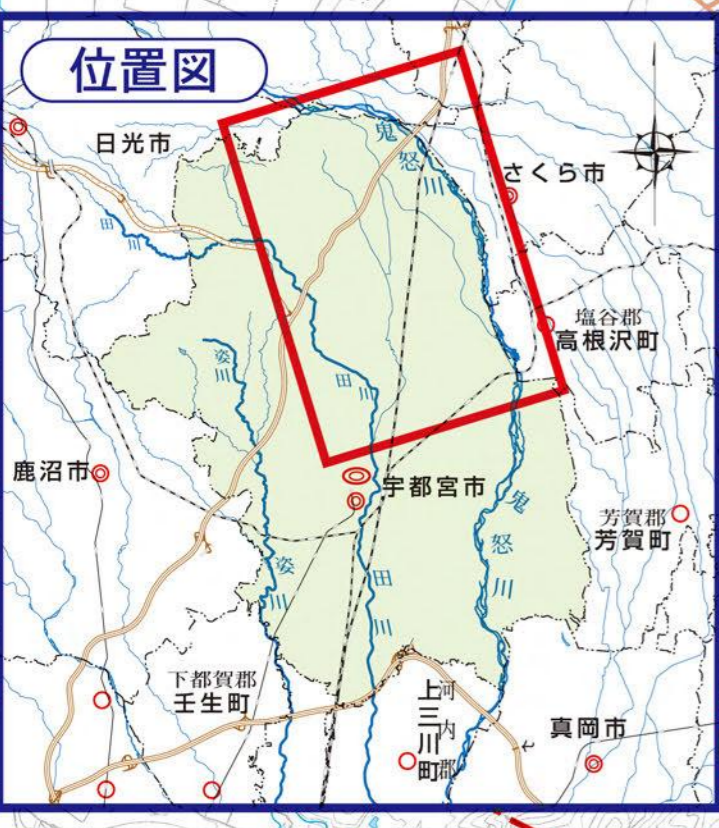 位置図
日光市
鬼怒川
さくら市
田川
塩谷郡
高根沢町
姿川
田川
鹿沼市
宇都宮市
鬼怒川
芳賀郡
芳賀町
姿川
田川
下都賀郡
壬生町
河内郡
上三川町
真岡市